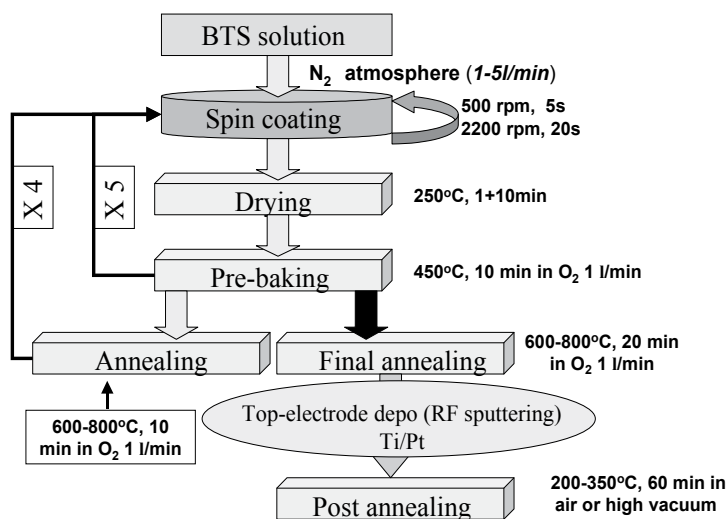 BTS solution
N₂ atmosphere (1-5l/min)
Spin coating
500 rpm, 5s
2200 rpm, 20s
X 4
X 5
Drying
250°C, 1+10min
Pre-baking
450°C, 10 min in O₂ 1 l/min
Annealing
Final annealing
600-800°C, 20 min
in O₂ 1 l/min
600-800°C, 10
min in O₂ 1 l/min
Top-electrode depo (RF sputtering)
Ti/Pt
Post annealing
200-350°C, 60 min in
air or high vacuum